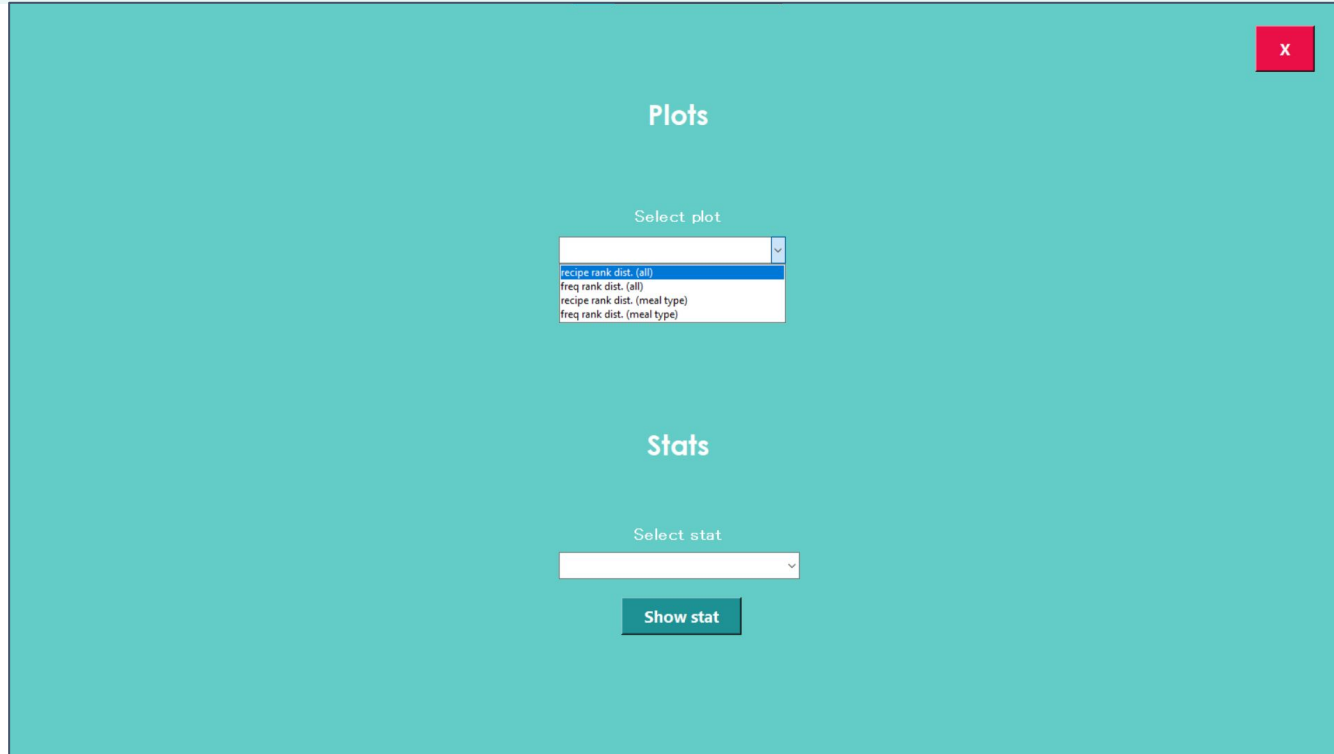 x
Plots
Select plot
recipe rank dist. (all)
freq rank dist. (all)
recipe rank dist. (meal type)
freq rank dist. (meal type)
Stats
Select stat
Show stat